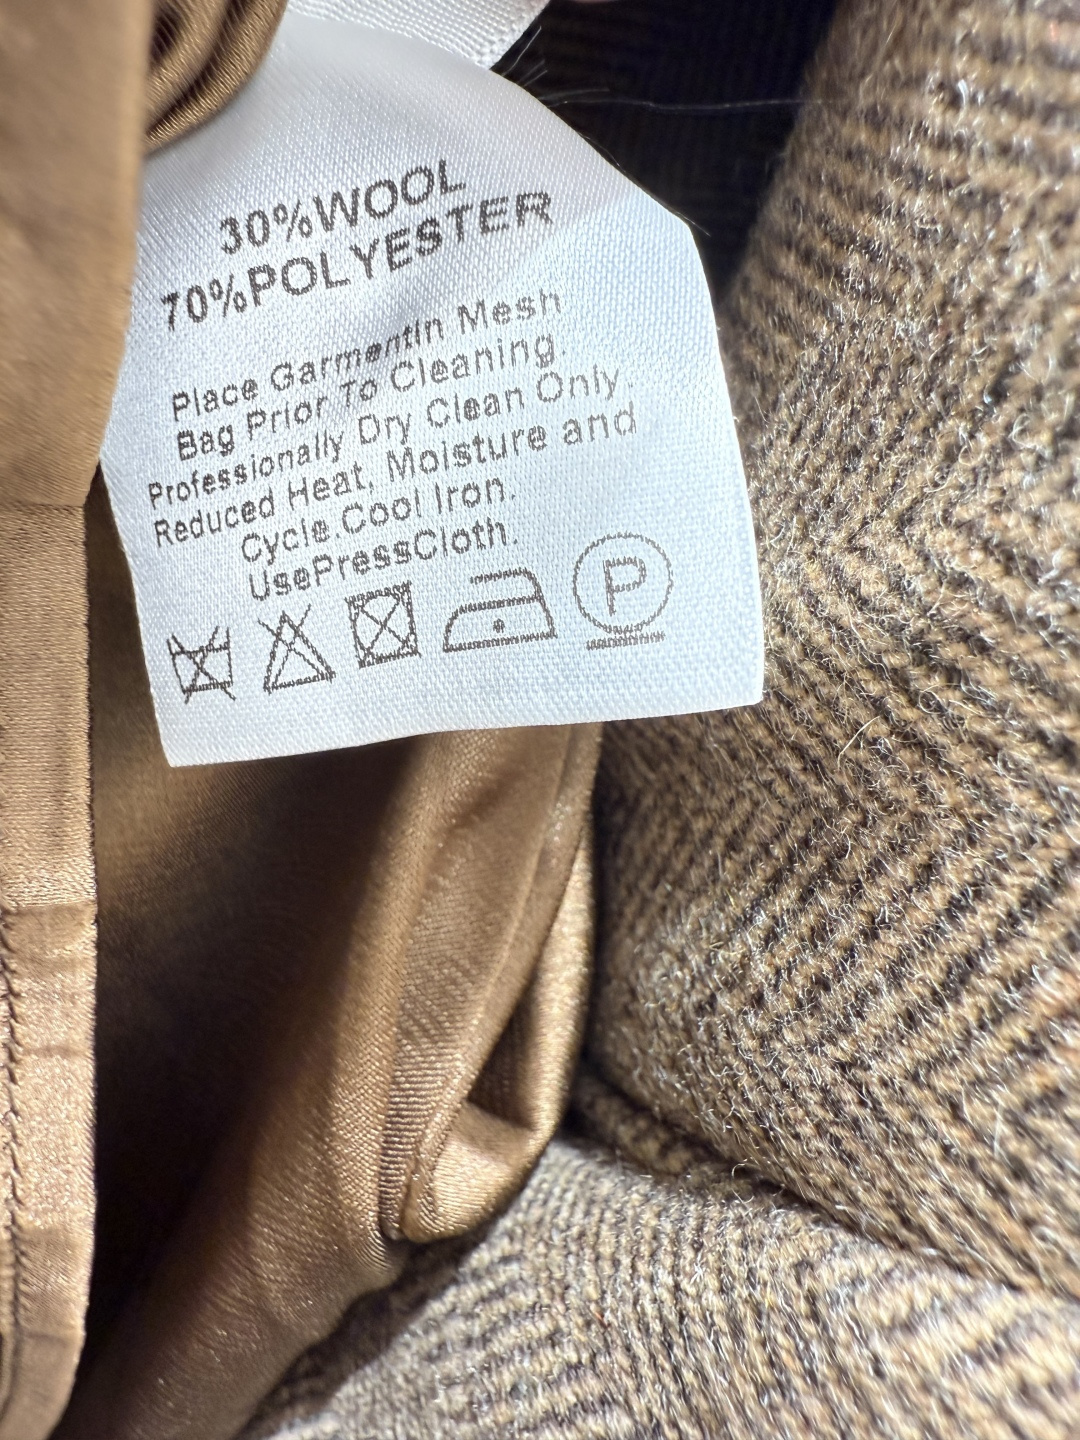 30%WOOL
70%POLYESTER
Place Garmentin Mesh
Bag Prior To Cleaning.
Professionally Dry Clean Only.
Reduced Heat, Moisture and
Cycle.Cool Iron.
UsePressCloth.
P